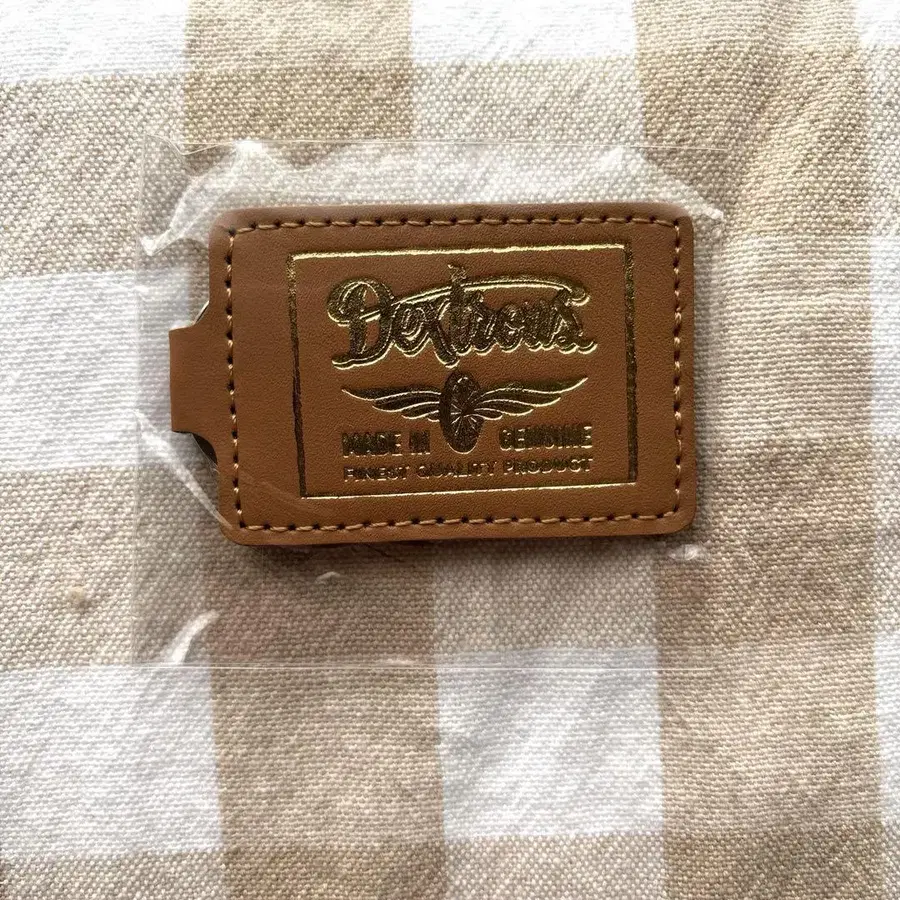 Dextrous
MADE IN GENUINE
FINEST QUALITY PRODUCT